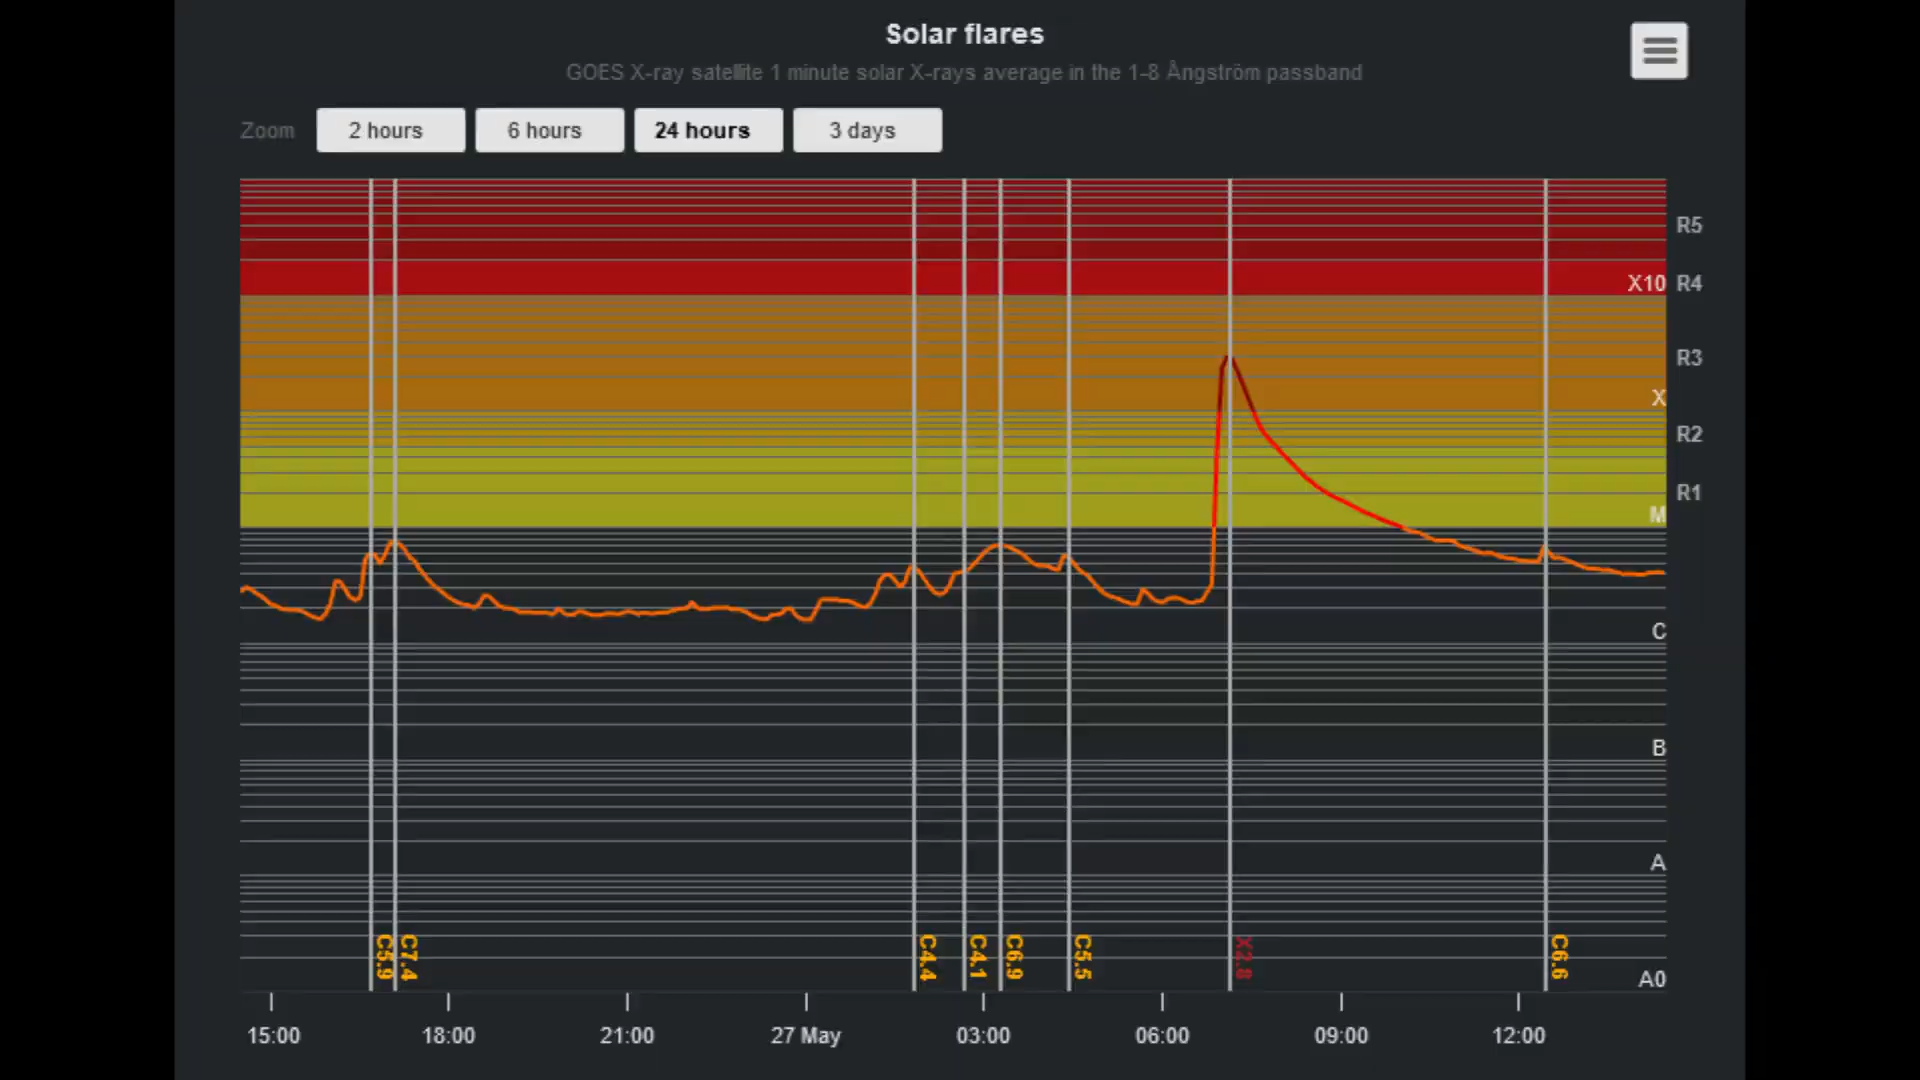 Solar flares
GOES X-ray satellite 1 minute solar X-rays average in the 1-8 Ångström passband
Zoom 2 hours 6 hours 24 hours 3 days
R5
X10 R4
R3
X
R2
R1
M
C
B
A
C5.9 C7.4 C4.4 C4.1 C6.9 C5.5 X2.8 C6.6
A0
15:00 18:00 21:00 27 May 03:00 06:00 09:00 12:00